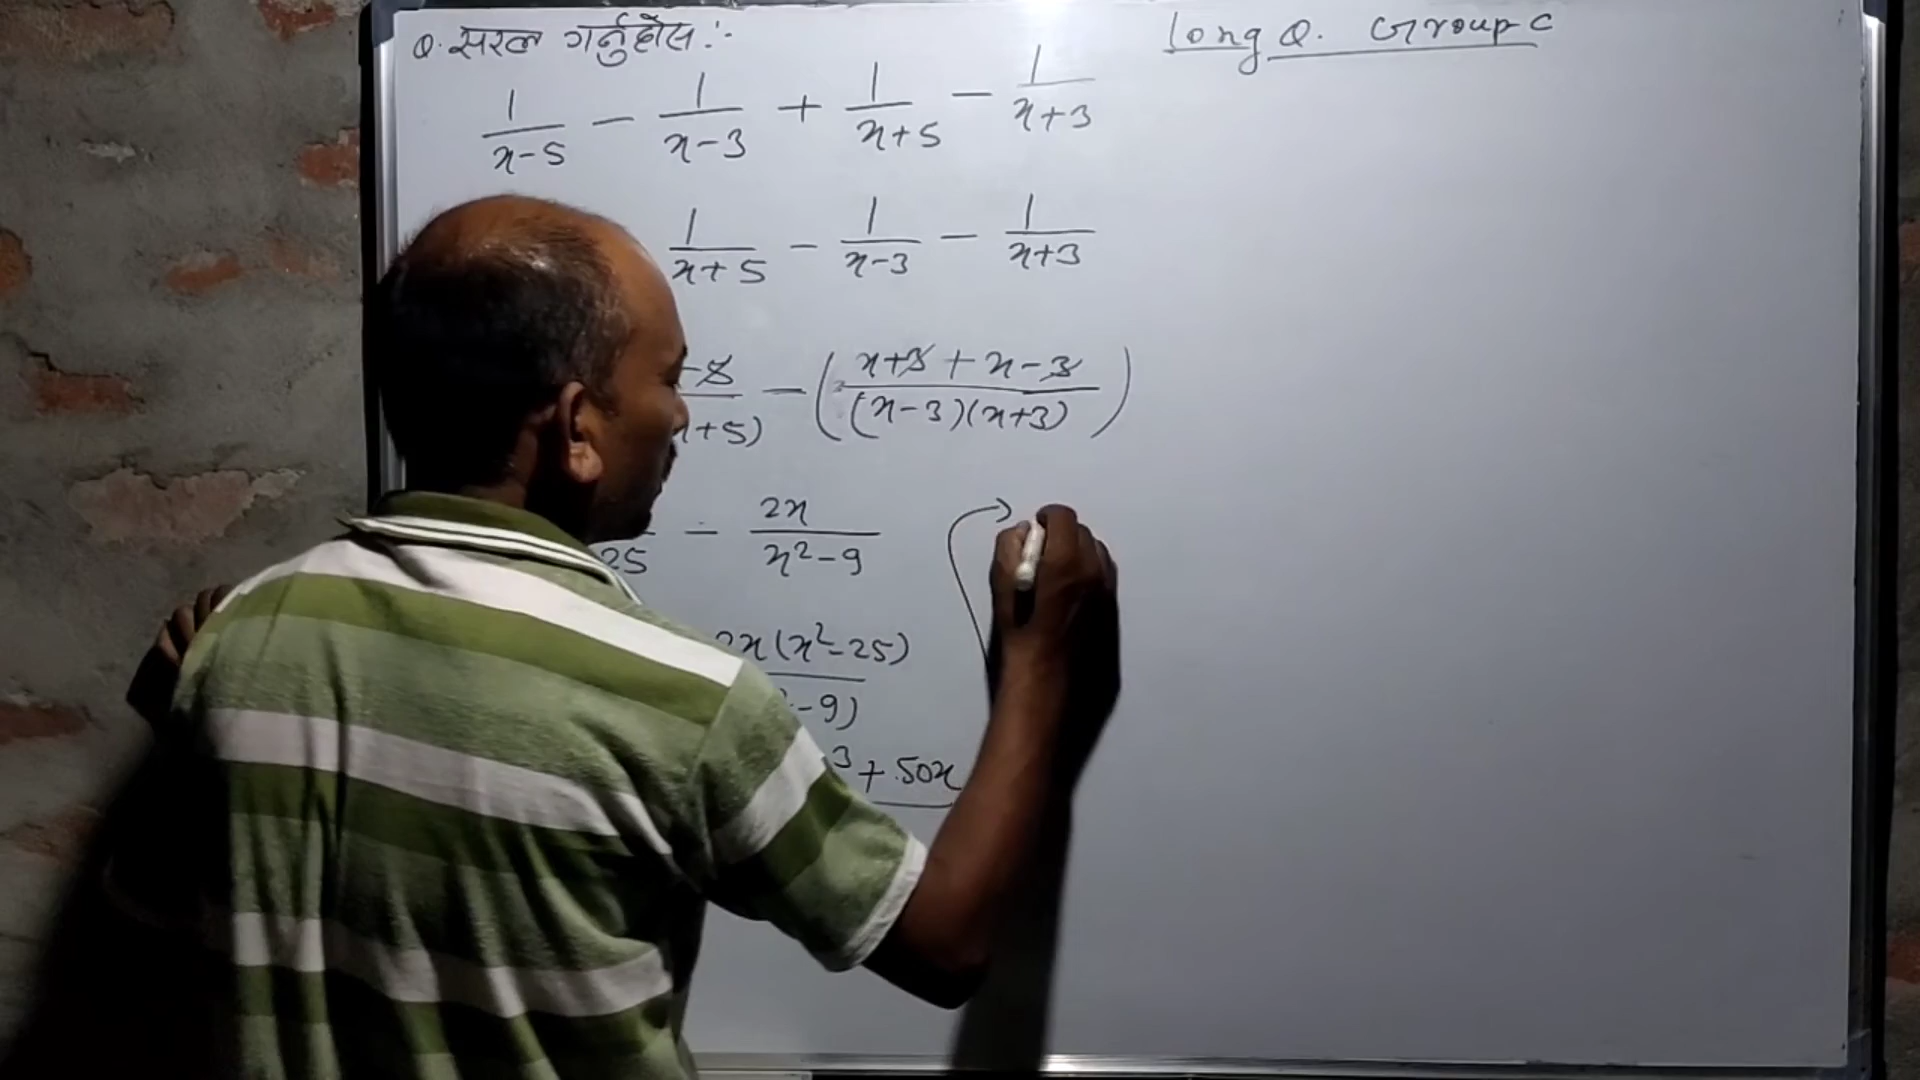 Q. सरल गर्नुहोस :-
long Q. Group C
1/(x-5) - 1/(x-3) + 1/(x+5) - 1/(x+3)
1/(x+5) - 1/(x-3) - 1/(x+3)
-5/x+5) - ((x+3+x-3)/((x-3)(x+3)))
25 - 2x/(x²-9)
2x(x²-25)
-9)
3+50x